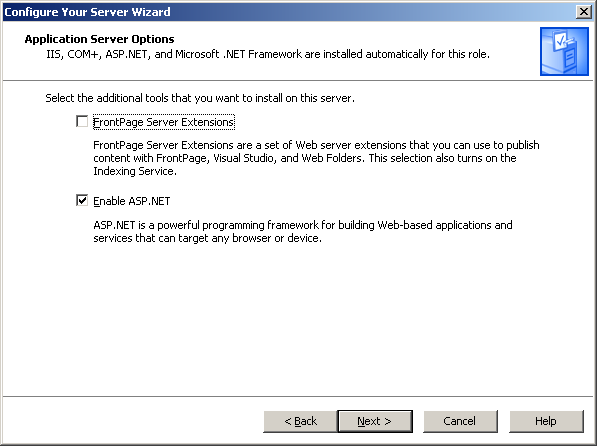 Configure Your Server Wizard
Application Server Options
IIS, COM+, ASP.NET, and Microsoft .NET Framework are installed automatically for this role.
Select the additional tools that you want to install on this server.
FrontPage Server Extensions
FrontPage Server Extensions are a set of Web server extensions that you can use to publish
content with FrontPage, Visual Studio, and Web Folders. This selection also turns on the
Indexing Service.
Enable ASP.NET
ASP.NET is a powerful programming framework for building Web-based applications and
services that can target any browser or device.
< Back Next > Cancel Help